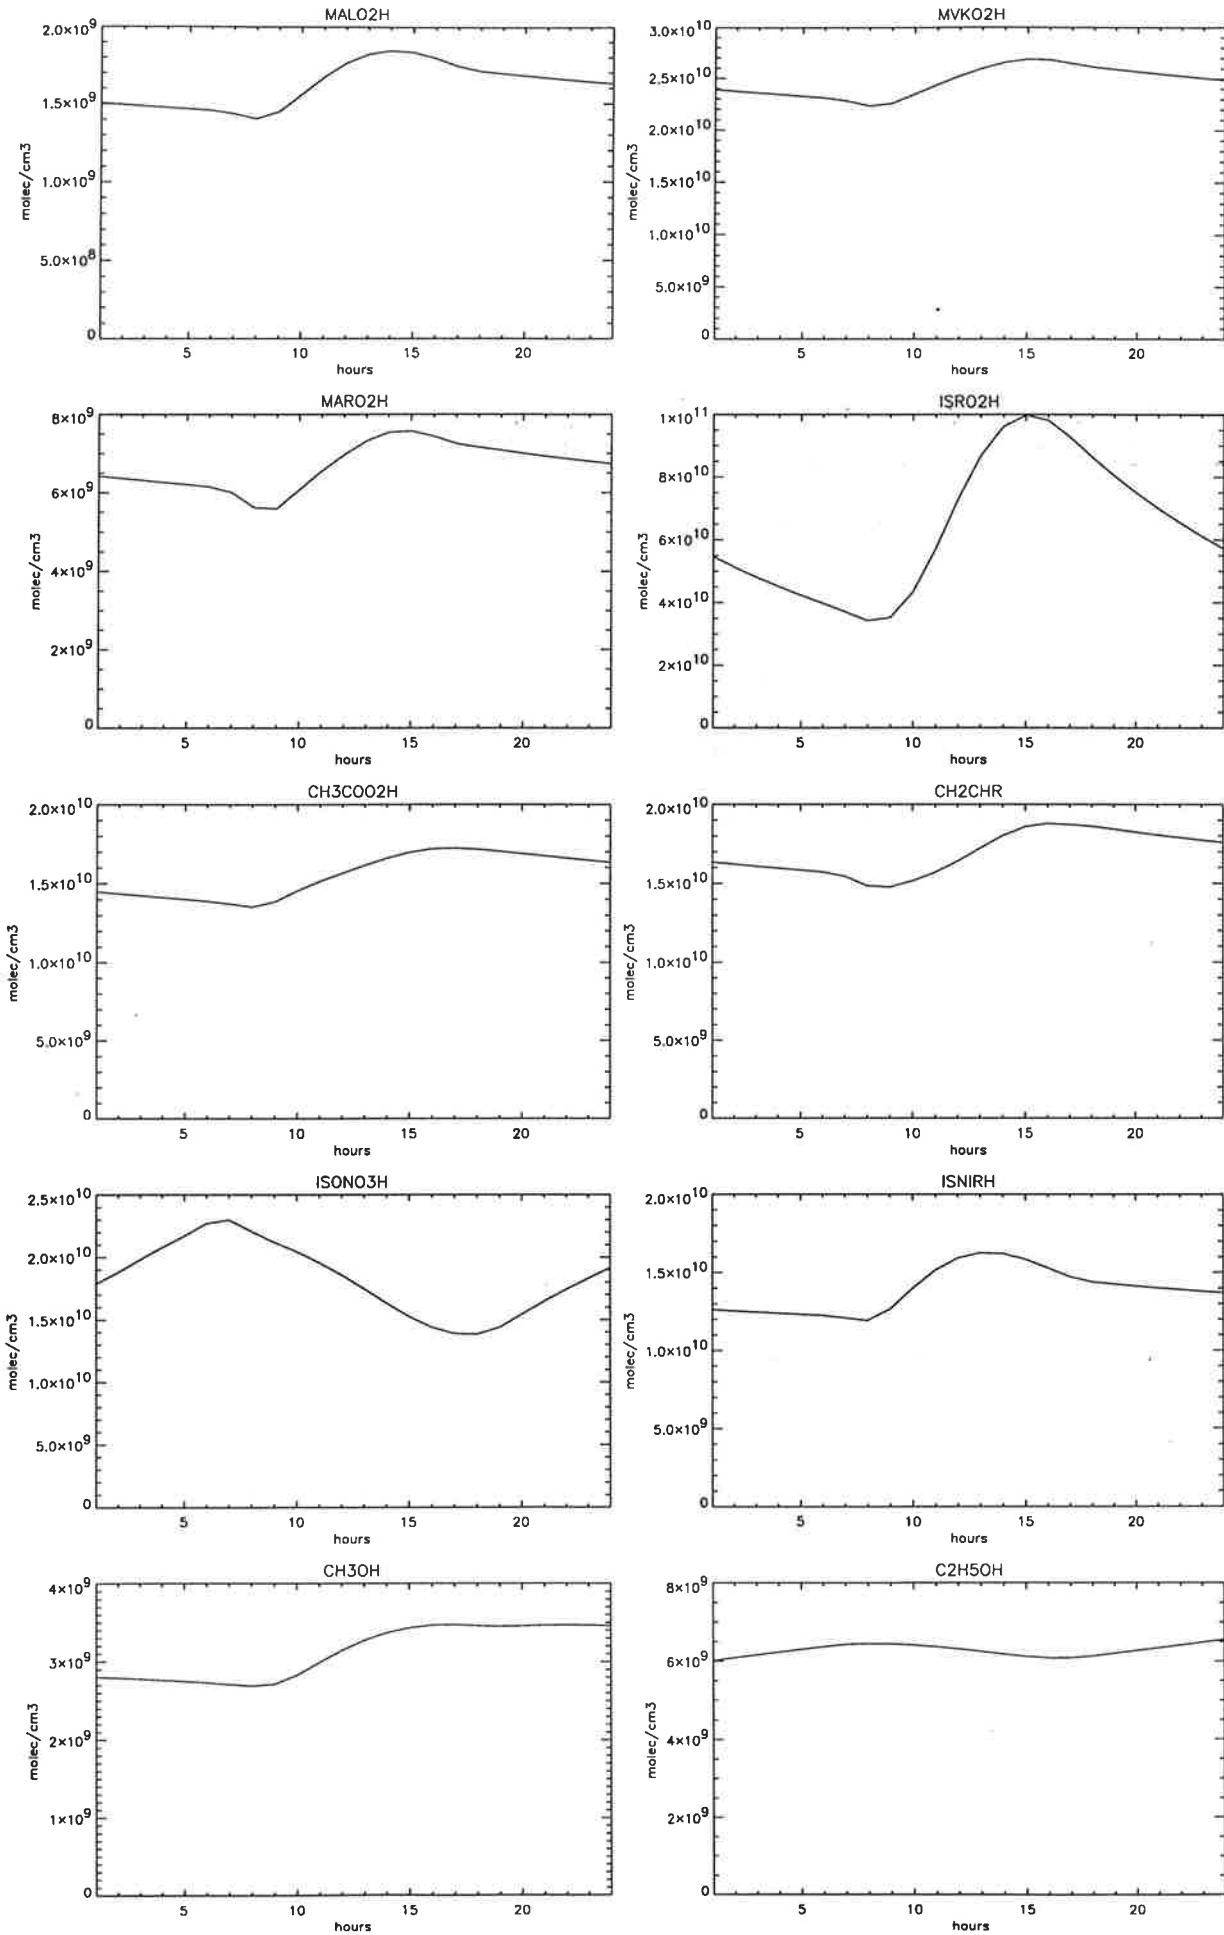 MALO2H
2.0×10⁹
1.5×10⁹
1.0×10⁹
5.0×10⁸
0
molec/cm3
5 10 15 20
hours
MVKO2H
3.0×10¹⁰
2.5×10¹⁰
2.0×10¹⁰
1.5×10¹⁰
1.0×10¹⁰
5.0×10⁹
0
molec/cm3
5 10 15 20
hours
MARO2H
8×10⁹
6×10⁹
4×10⁹
2×10⁹
0
molec/cm3
5 10 15 20
hours
ISRO2H
1×10¹¹
8×10¹⁰
6×10¹⁰
4×10¹⁰
2×10¹⁰
0
molec/cm3
5 10 15 20
hours
CH3COO2H
2.0×10¹⁰
1.5×10¹⁰
1.0×10¹⁰
5.0×10⁹
0
molec/cm3
5 10 15 20
hours
CH2CHR
2.0×10¹⁰
1.5×10¹⁰
1.0×10¹⁰
5.0×10⁹
0
molec/cm3
5 10 15 20
hours
ISONO3H
2.5×10¹⁰
2.0×10¹⁰
1.5×10¹⁰
1.0×10¹⁰
5.0×10⁹
0
molec/cm3
5 10 15 20
hours
ISNIRH
2.0×10¹⁰
1.5×10¹⁰
1.0×10¹⁰
5.0×10⁹
0
molec/cm3
5 10 15 20
hours
CH3OH
4×10⁹
3×10⁹
2×10⁹
1×10⁹
0
molec/cm3
5 10 15 20
hours
C2H5OH
8×10⁹
6×10⁹
4×10⁹
2×10⁹
0
molec/cm3
5 10 15 20
hours